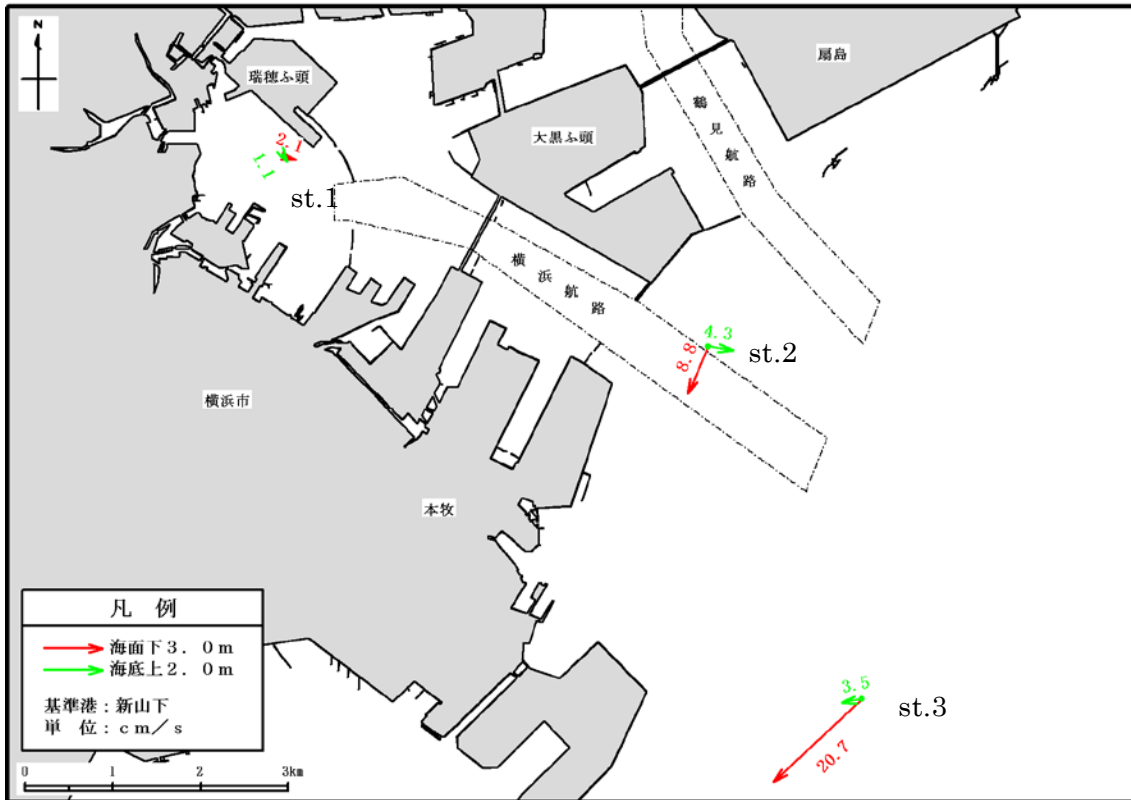 N
扇島
瑞穂ふ頭
鶴見航路
大黒ふ頭
2.1
1.1
st.1
横浜航路
4.3
8.8
st.2
横浜市
本牧
凡 例
海面下3.0m
海底上2.0m
基準港:新山下
単 位:cm/s
3.5
st.3
20.7
0 1 2 3km